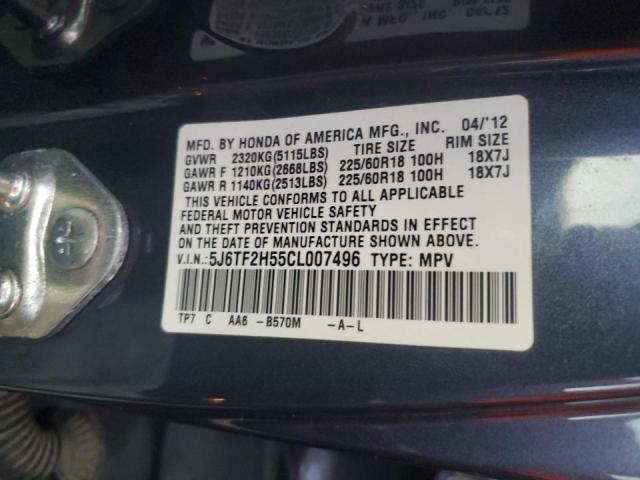 MFD. BY HONDA OF AMERICA MFG., INC. 04/'12
GVWR 2320KG(5115LBS) TIRE SIZE RIM SIZE
GAWR F 1210KG(2668LBS) 225/60R18 100H 18X7J
GAWR R 1140KG(2513LBS) 225/60R18 100H 18X7J
THIS VEHICLE CONFORMS TO ALL APPLICABLE
FEDERAL MOTOR VEHICLE SAFETY
AND THEFT PREVENTION STANDARDS IN EFFECT
ON THE DATE OF MANUFACTURE SHOWN ABOVE.
V.I.N.:5J6TF2H55CL007496 TYPE: MPV
TP7 C AA6 -B570M -A-L